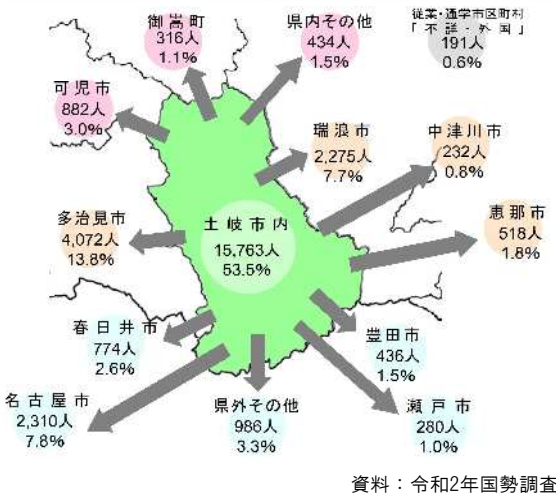 御嵩町
316人
1.1%
県内その他
434人
1.5%
従業・通学市区町村
「不詳・外国」
191人
0.6%
可児市
882人
3.0%
瑞浪市
2,275人
7.7%
中津川市
232人
0.8%
多治見市
4,072人
13.8%
土岐市内
15,763人
53.5%
恵那市
518人
1.8%
春日井市
774人
2.6%
豊田市
436人
1.5%
名古屋市
2,310人
7.8%
県外その他
986人
3.3%
瀬戸市
280人
1.0%
資料：令和2年国勢調査